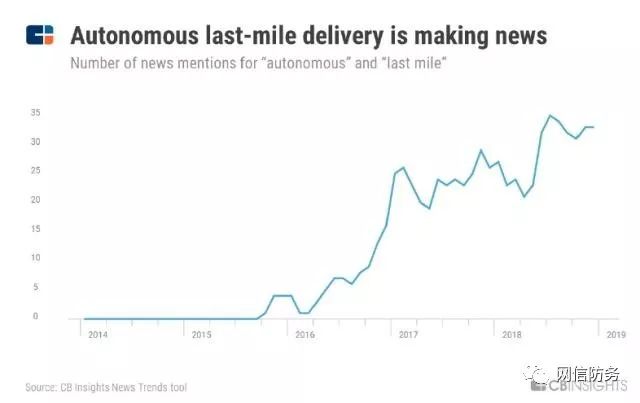 Autonomous last-mile delivery is making news
Number of news mentions for “autonomous” and “last mile“
35
30
25
20
15
10
5
0
2014 2015 2016 2017 2018 2019
Source: CB Insights News Trends tool
CBINSIGHTS
网信防务